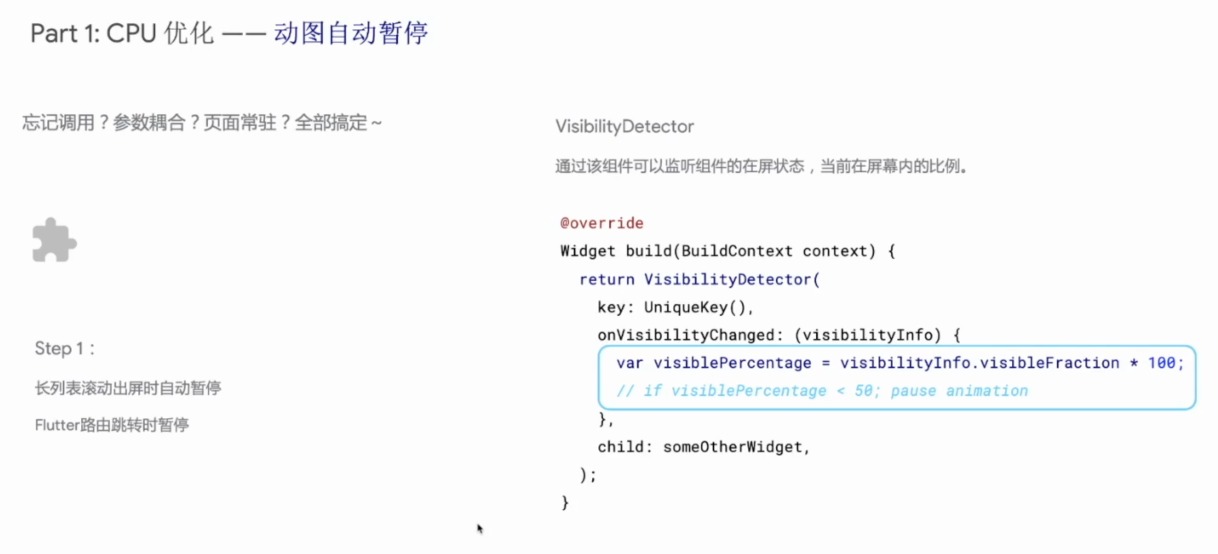 Part 1: CPU 优化 —— 动图自动暂停
忘记调用？参数耦合？页面常驻？全部搞定～
Step 1：
长列表滚动出屏时自动暂停
Flutter路由跳转时暂停
VisibilityDetector
通过该组件可以监听组件的在屏状态，当前在屏幕内的比例。
@override
Widget build(BuildContext context) {
  return VisibilityDetector(
    key: UniqueKey(),
    onVisibilityChanged: (visibilityInfo) {
      var visiblePercentage = visibilityInfo.visibleFraction * 100;
      // if visiblePercentage < 50; pause animation
    },
    child: someOtherWidget,
  );
}